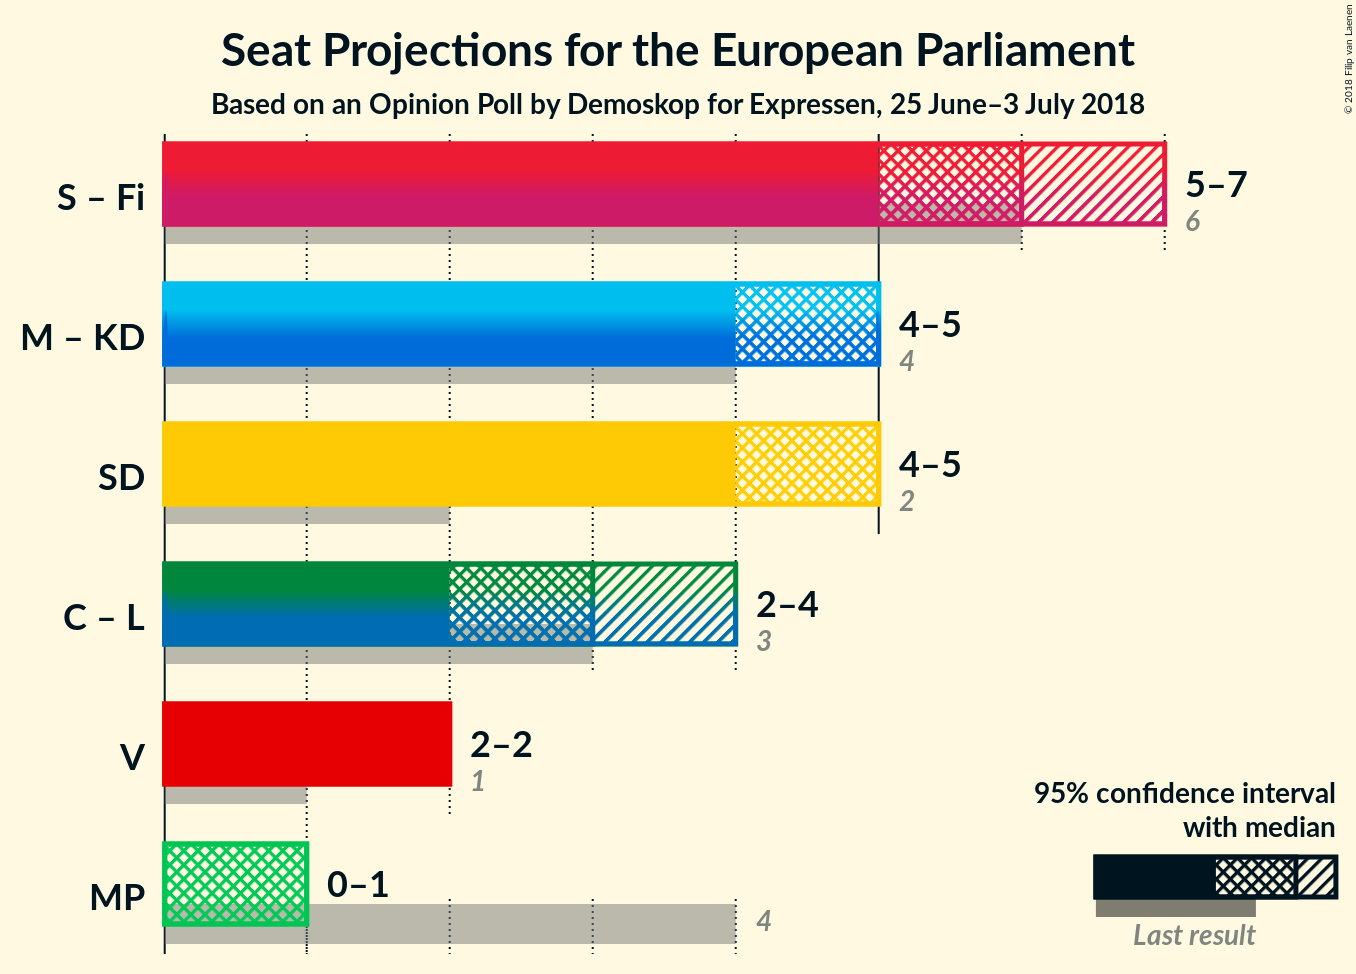 Seat Projections for the European Parliament
Based on an Opinion Poll by Demoskop for Expressen, 25 June–3 July 2018
© 2018 Filip van Laenen
S – Fi
5–7
6
M – KD
4–5
4
SD
4–5
2
C – L
2–4
3
V
2–2
1
MP
0–1
4
95% confidence interval
with median
Last result